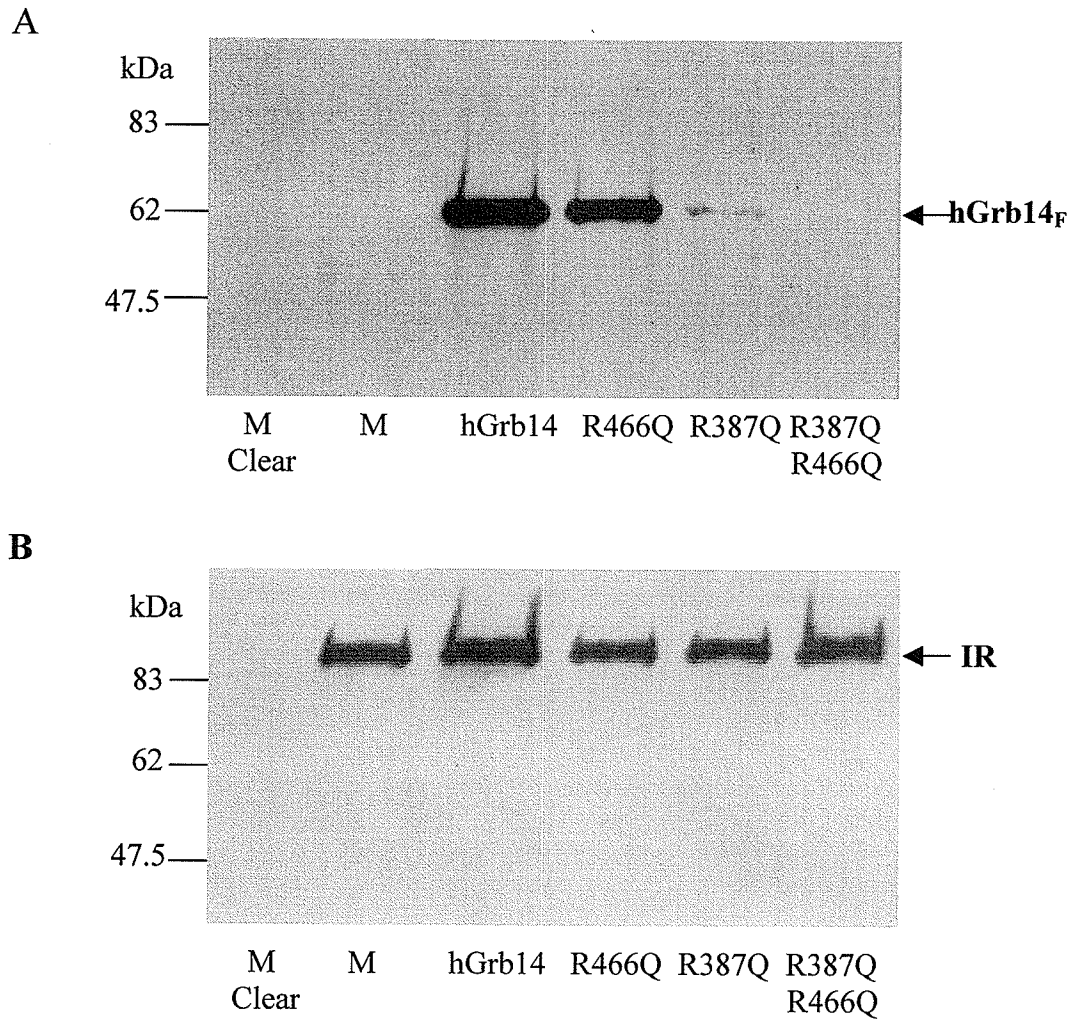 A
kDa
83
62
47.5
hGrb14F
M Clear
M
hGrb14
R466Q
R387Q
R387Q R466Q
B
kDa
83
62
47.5
IR
M Clear
M
hGrb14
R466Q
R387Q
R387Q R466Q